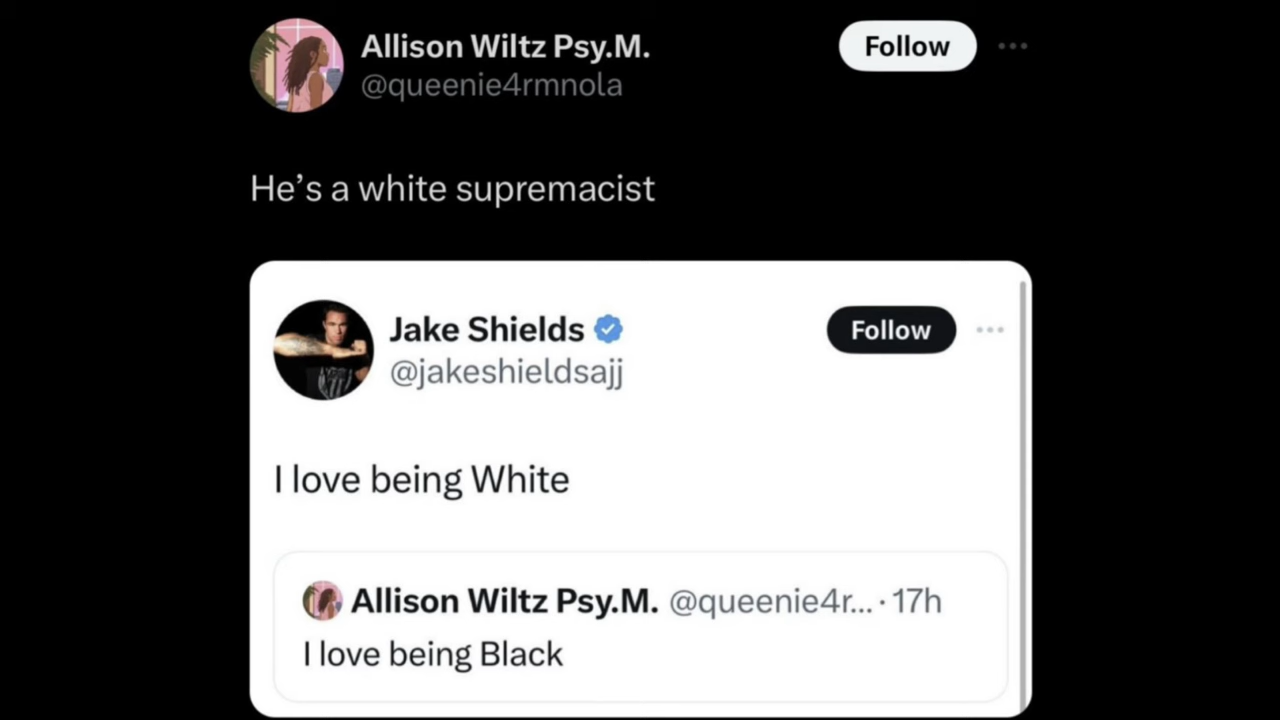 Allison Wiltz Psy.M.
Follow
@queenie4rmnola
He’s a white supremacist
Jake Shields
Follow
@jakeshieldsajj
I love being White
Allison Wiltz Psy.M. @queenie4r... · 17h
I love being Black